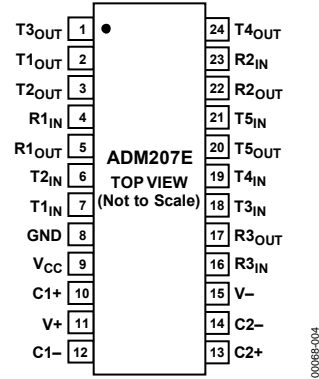 T3OUT 1 24 T4OUT
T1OUT 2 23 R2IN
T2OUT 3 22 R2OUT
R1IN 4 21 T5IN
R1OUT 5 20 T5OUT
T2IN 6 19 T4IN
T1IN 7 18 T3IN
GND 8 17 R3OUT
VCC 9 16 R3IN
C1+ 10 15 V–
V+ 11 14 C2–
C1– 12 13 C2+
ADM207E
TOP VIEW
(Not to Scale)
00068-004